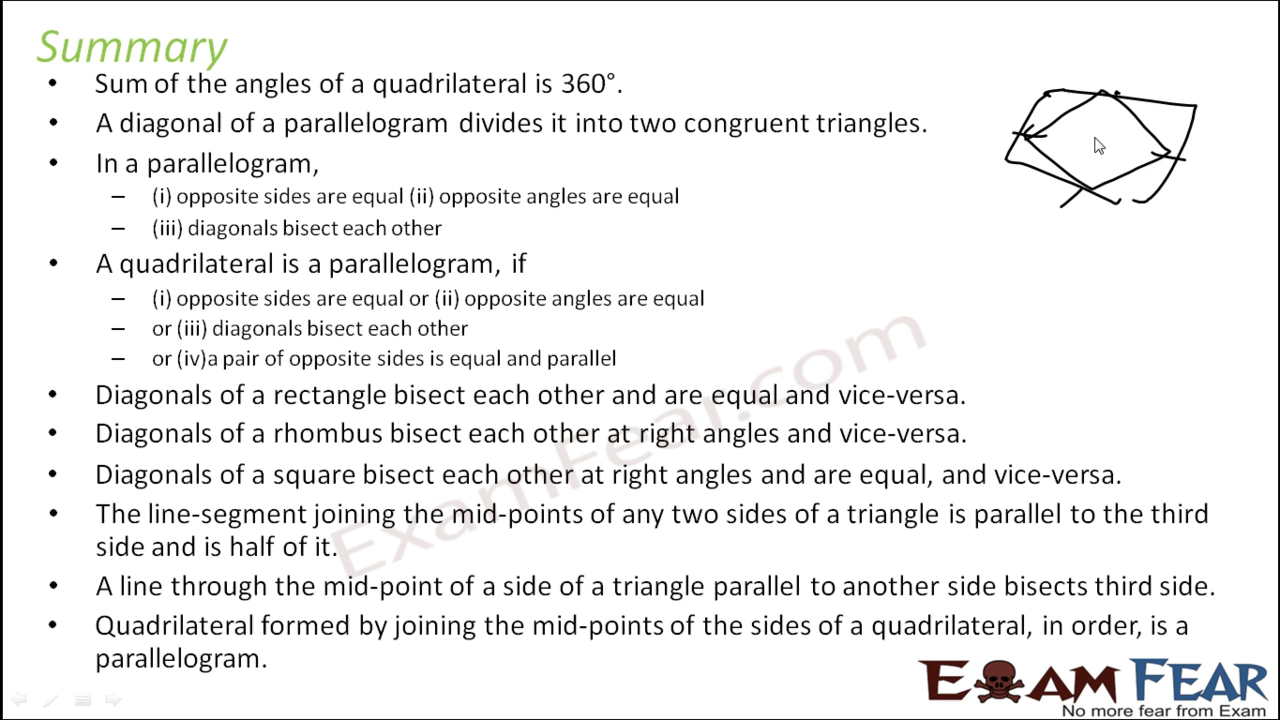 Summary
• Sum of the angles of a quadrilateral is 360°.
• A diagonal of a parallelogram divides it into two congruent triangles.
• In a parallelogram,
– (i) opposite sides are equal (ii) opposite angles are equal
– (iii) diagonals bisect each other
• A quadrilateral is a parallelogram, if
– (i) opposite sides are equal or (ii) opposite angles are equal
– or (iii) diagonals bisect each other
– or (iv)a pair of opposite sides is equal and parallel
• Diagonals of a rectangle bisect each other and are equal and vice-versa.
• Diagonals of a rhombus bisect each other at right angles and vice-versa.
• Diagonals of a square bisect each other at right angles and are equal, and vice-versa.
• The line-segment joining the mid-points of any two sides of a triangle is parallel to the third
side and is half of it.
• A line through the mid-point of a side of a triangle parallel to another side bisects third side.
• Quadrilateral formed by joining the mid-points of the sides of a quadrilateral, in order, is a
parallelogram.
ExamFear.com
EXAM FEAR
No more fear from Exam